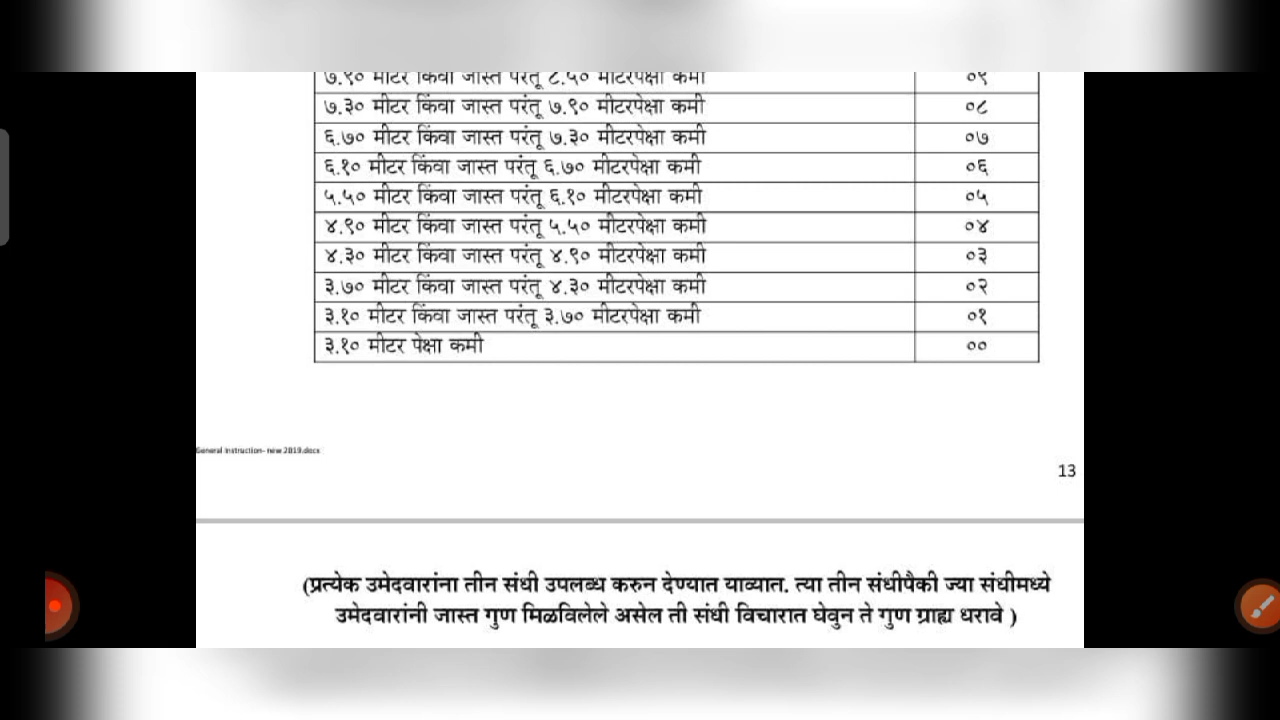 ७.९० मीटर किंवा जास्त परंतू ८.५० मीटरपेक्षा कमी ०९
७.३० मीटर किंवा जास्त परंतू ७.९० मीटरपेक्षा कमी ०८
६.७० मीटर किंवा जास्त परंतू ७.३० मीटरपेक्षा कमी ०७
६.१० मीटर किंवा जास्त परंतू ६.७० मीटरपेक्षा कमी ०६
५.५० मीटर किंवा जास्त परंतू ६.१० मीटरपेक्षा कमी ०५
४.९० मीटर किंवा जास्त परंतू ५.५० मीटरपेक्षा कमी ०४
४.३० मीटर किंवा जास्त परंतू ४.९० मीटरपेक्षा कमी ०३
३.७० मीटर किंवा जास्त परंतू ४.३० मीटरपेक्षा कमी ०२
३.१० मीटर किंवा जास्त परंतू ३.७० मीटरपेक्षा कमी ०१
३.१० मीटर पेक्षा कमी ००
General Instruction- new 2019.docx
13
(प्रत्येक उमेदवारांना तीन संधी उपलब्ध करुन देण्यात याव्यात. त्या तीन संधीपैकी ज्या संधीमध्ये
उमेदवारांनी जास्त गुण मिळविलेले असेल ती संधी विचारात घेवुन ते गुण ग्राह्य धरावे )